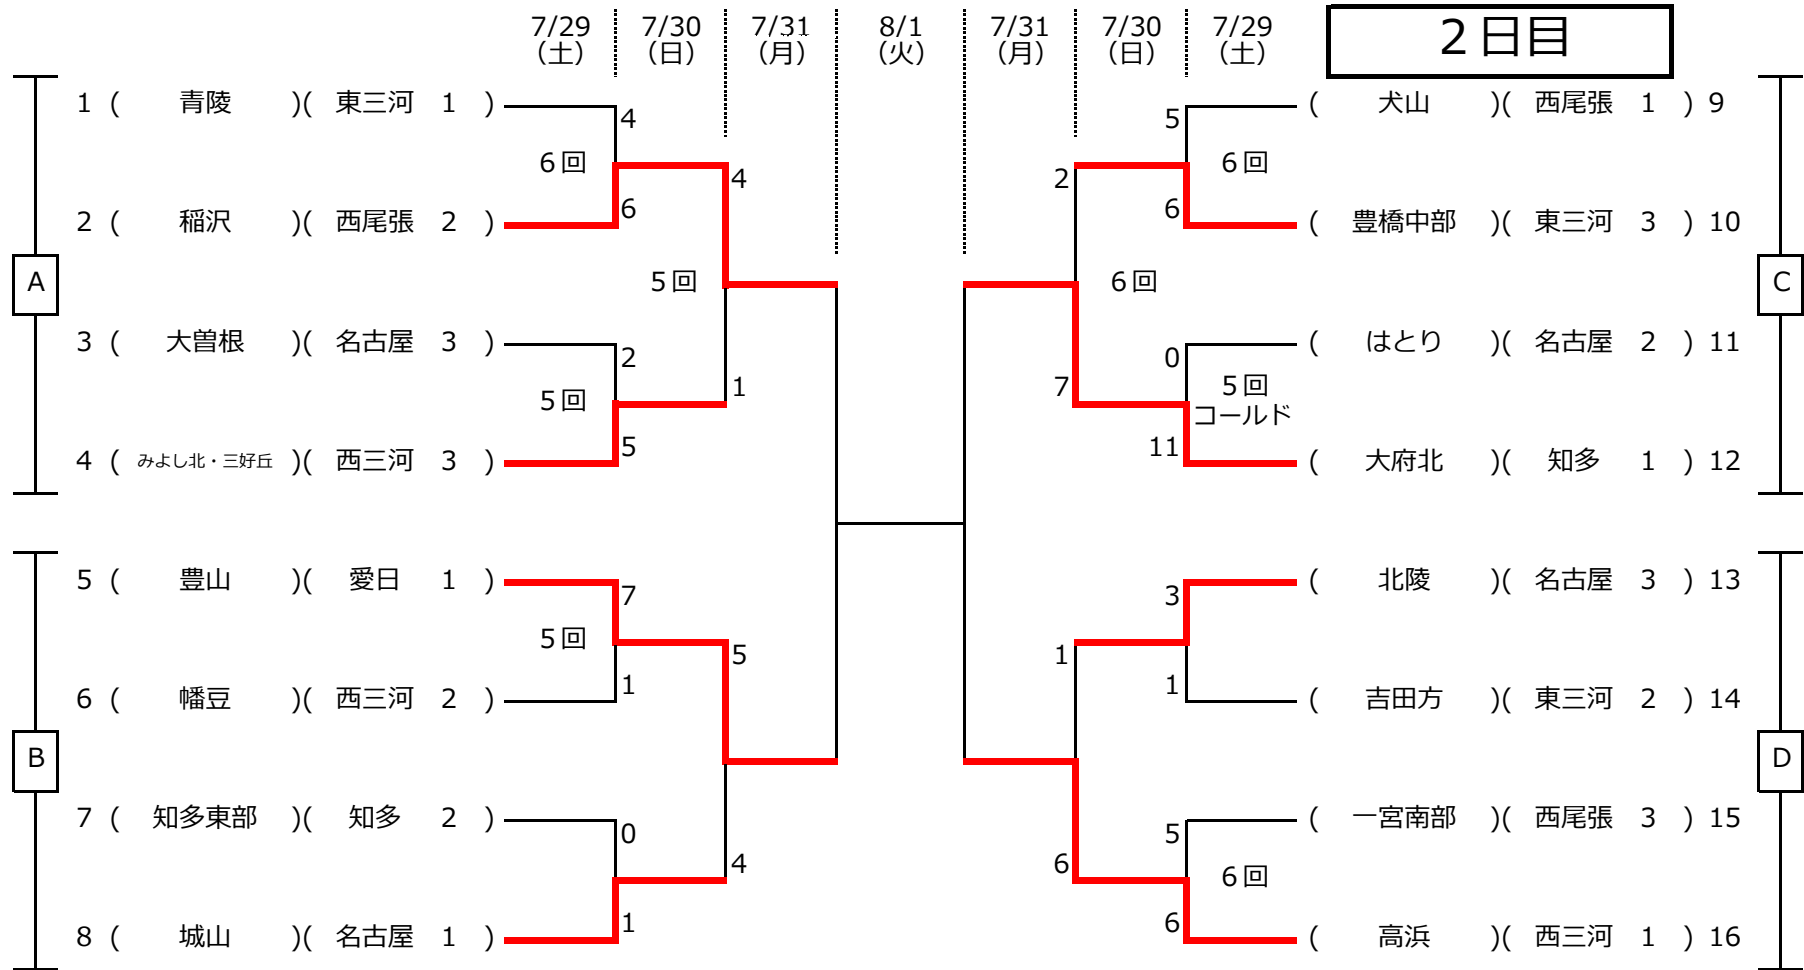 7/29 7/30 7/31 8/1 7/31 7/30 7/29 ２日目
（土） （日） （月） （火） （月） （日） （土）
1 ( 青陵 )( 東三河 1 ) 4 5 ( 犬山 )( 西尾張 1 ) 9
６回 ６回
4 2
2 ( 稲沢 )( 西尾張 2 ) 6 6 ( 豊橋中部 )( 東三河 3 ) 10
A ５回 ６回 C
3 ( 大曽根 )( 名古屋 3 ) 2 0 ( はとり )( 名古屋 2 ) 11
５回 1 7 ５回
コールド
4 ( みよし北・三好丘 )( 西三河 3 ) 5 11 ( 大府北 )( 知多 1 ) 12
5 ( 豊山 )( 愛日 1 ) 7 3 ( 北陵 )( 名古屋 3 ) 13
５回
5 1
6 ( 幡豆 )( 西三河 2 ) 1 1 ( 吉田方 )( 東三河 2 ) 14
B D
7 ( 知多東部 )( 知多 2 ) 0 5 ( 一宮南部 )( 西尾張 3 ) 15
4 6 ６回
8 ( 城山 )( 名古屋 1 ) 1 6 ( 高浜 )( 西三河 1 ) 16